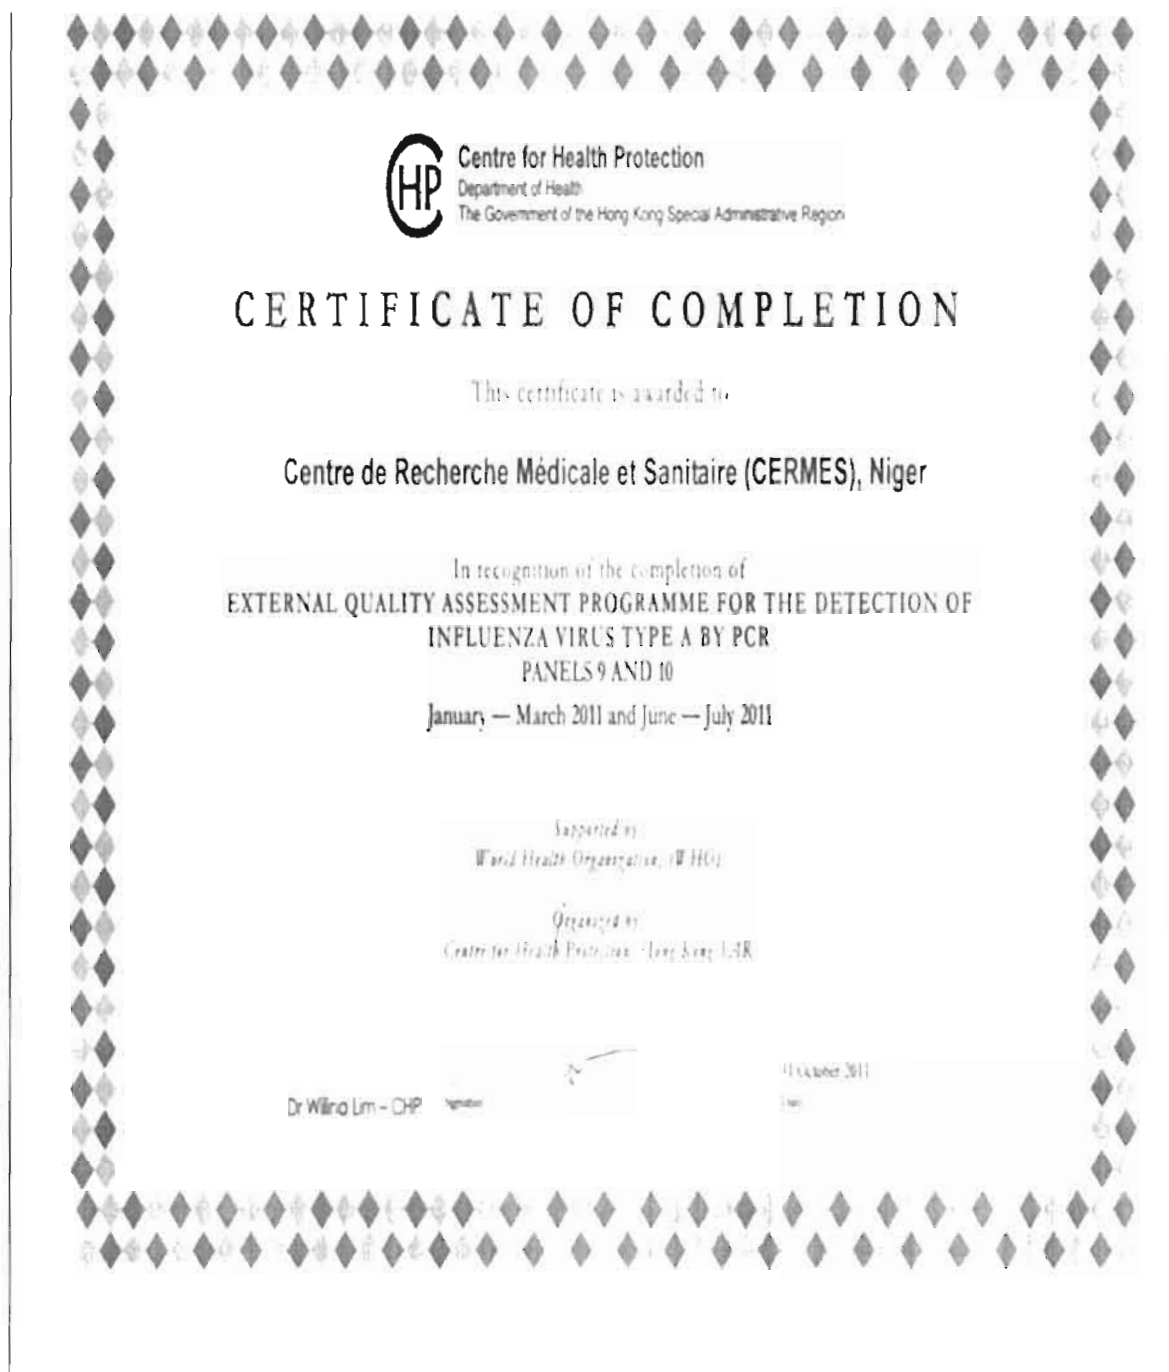 CHP
Centre for Health Protection
Department of Health
The Government of the Hong Kong Special Administrative Region
CERTIFICATE OF COMPLETION
This certificate is awarded to
Centre de Recherche Médicale et Sanitaire (CERMES), Niger
In recognition of the completion of
EXTERNAL QUALITY ASSESSMENT PROGRAMME FOR THE DETECTION OF
INFLUENZA VIRUS TYPE A BY PCR
PANELS 9 AND 10
January — March 2011 and June — July 2011
Supported by
World Health Organization (WHO)
Organized by
Centre for Health Protection, Hong Kong SAR
October 2011
Dr Wilina Lim – CHP